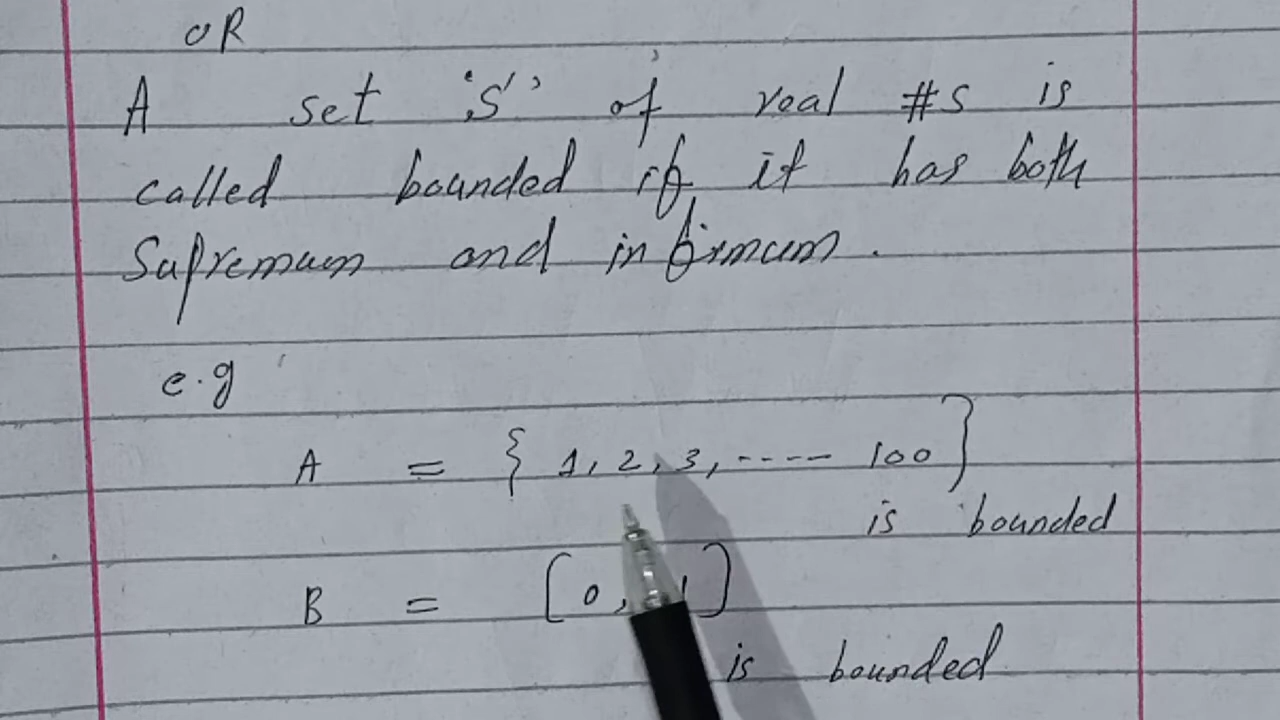 OR
A set 'S' of real #s is
called bounded if it has both
Supremum and infirmum.
e.g
A = { 1, 2, 3, ---- 100 }
is bounded
B = [0, 1]
is bounded